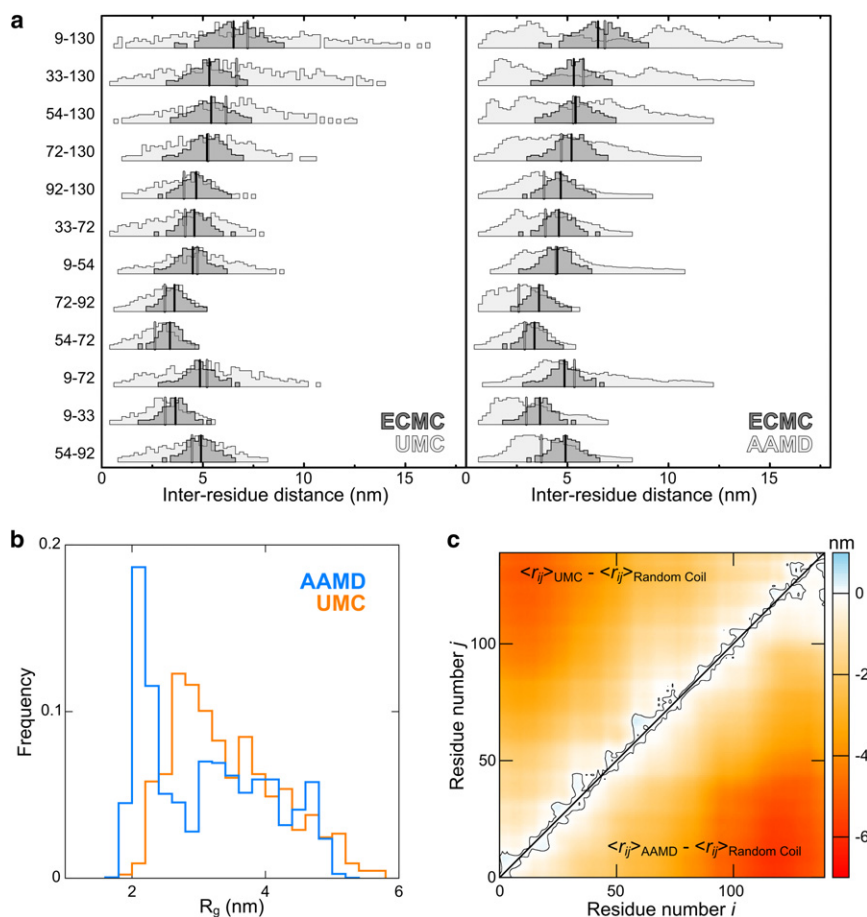 a
9-130
33-130
54-130
72-130
92-130
33-72
9-54
72-92
54-72
9-72
9-33
54-92
ECMC
UMC
ECMC
AAMD
0 5 10 15
0 5 10 15
Inter-residue distance (nm)
Inter-residue distance (nm)
b
0.2
0.1
0
Frequency
AAMD
UMC
2 4 6
Rg (nm)
c
nm
<rij>UMC - <rij>Random Coil
<rij>AAMD - <rij>Random Coil
100
50
0
Residue number j
0 50 100
Residue number i
0
-2
-4
-6